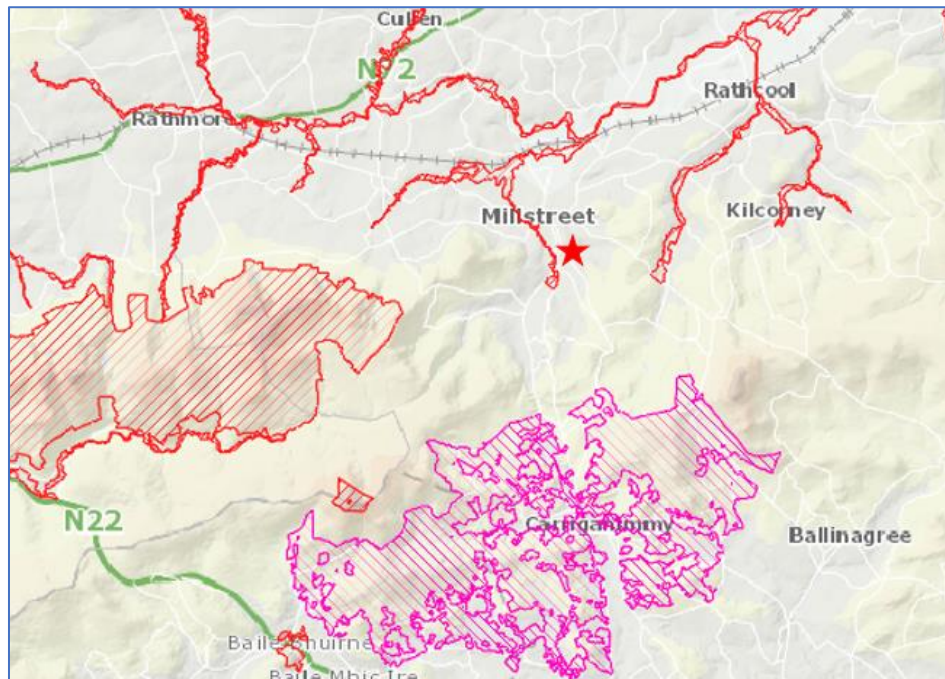 Cullen
N72
Rathcool
Rathmore
Millstreet
Kilcorney
N22
Carriganimmy
Ballinagree
Baile Bhuirne
Baile Mhic Ire